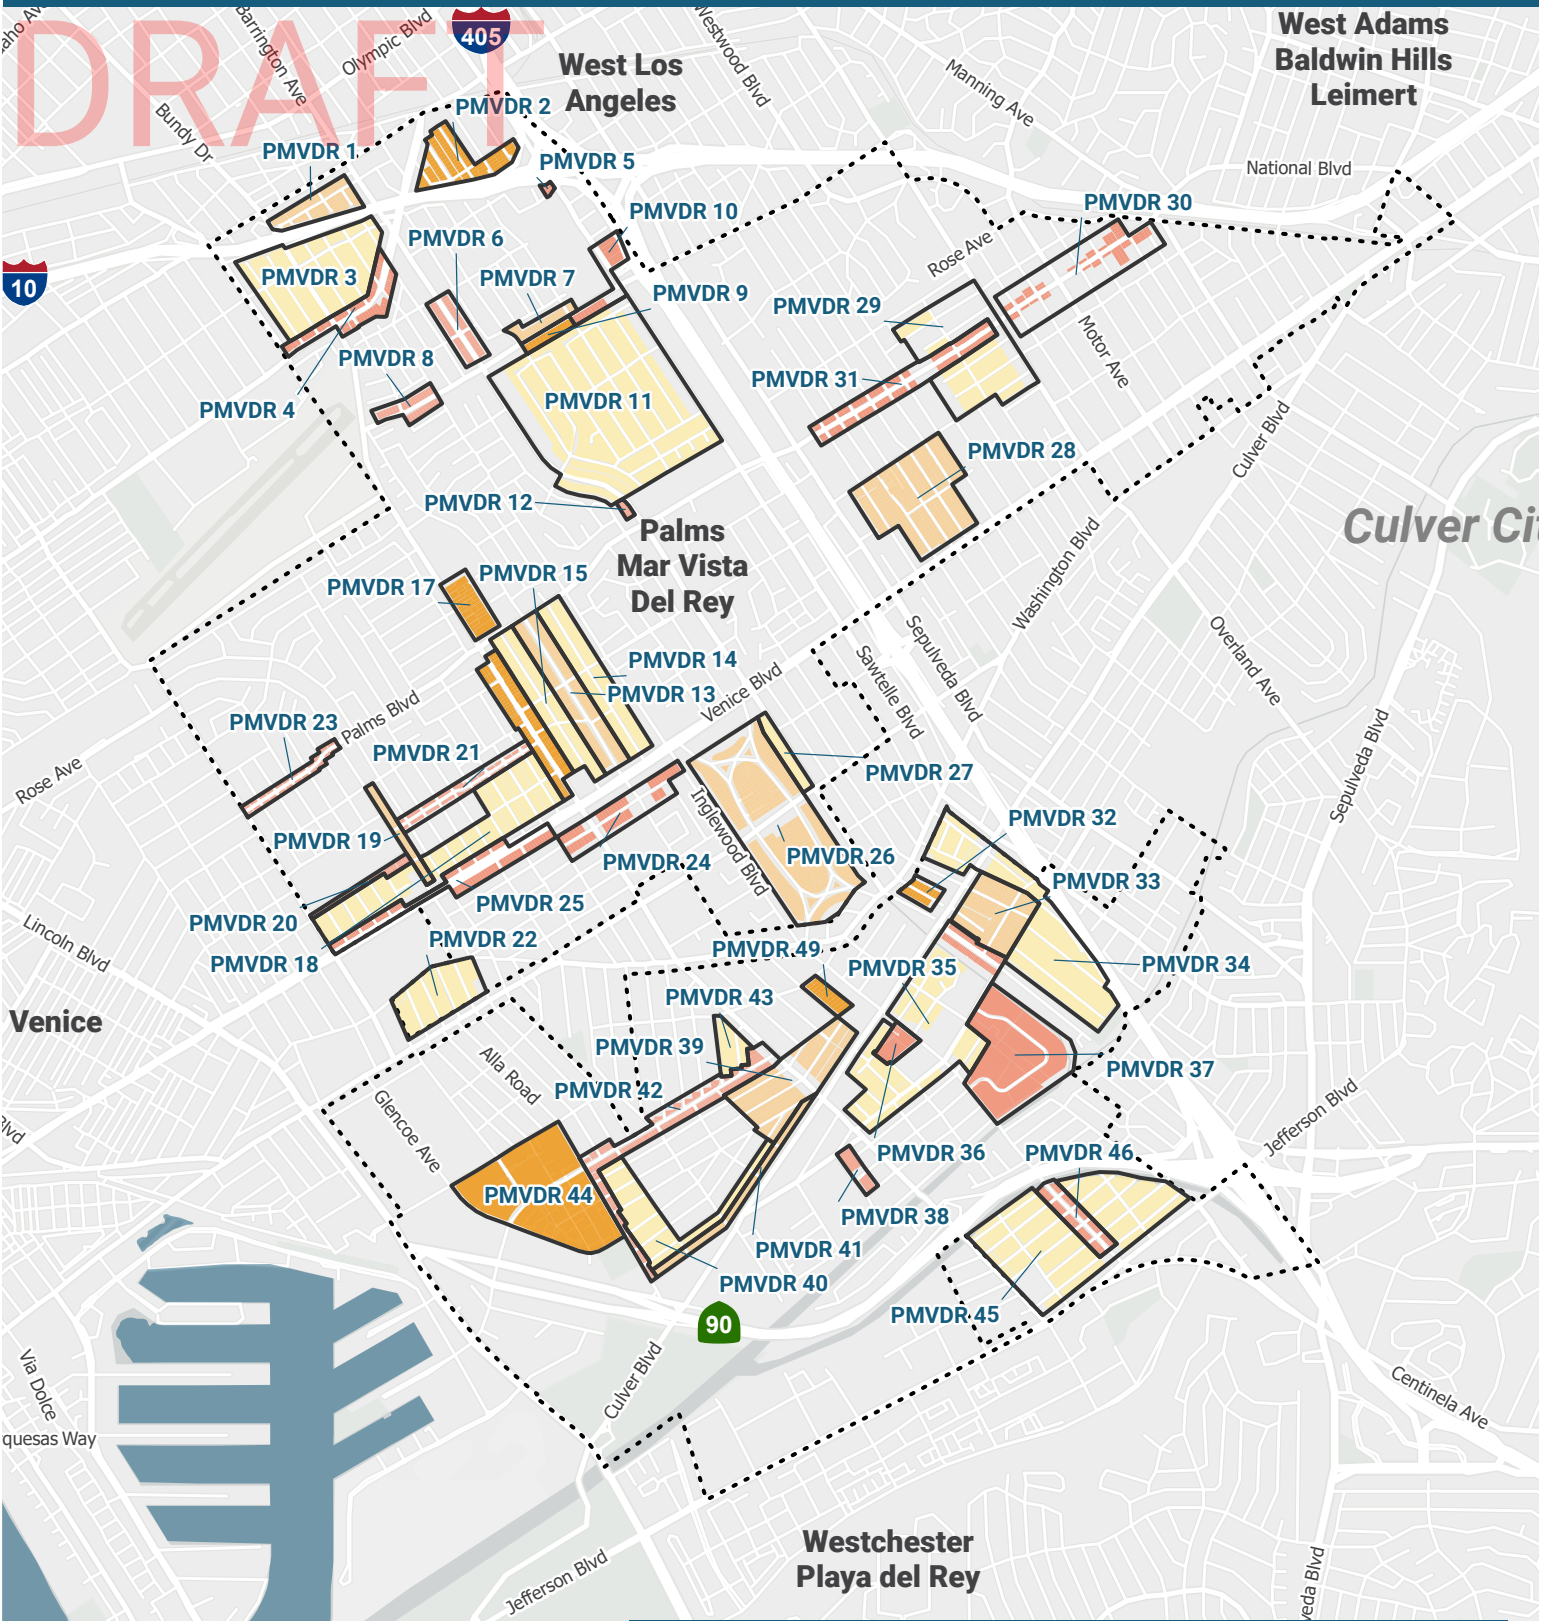 DRAFT
405
West Los
Angeles
West Adams
Baldwin Hills
Leimert
Barrington Ave
Olympic Blvd
Westwood Blvd
Manning Ave
Bundy Dr
National Blvd
PMVDR 1
PMVDR 2
PMVDR 5
PMVDR 10
PMVDR 30
PMVDR 6
PMVDR 3
PMVDR 7
PMVDR 9
Rose Ave
PMVDR 29
10
PMVDR 8
PMVDR 4
PMVDR 11
PMVDR 31
Motor Ave
PMVDR 28
Culver Blvd
PMVDR 12
Palms
Mar Vista
Del Rey
Culver Ci
PMVDR 17
PMVDR 15
Washington Blvd
PMVDR 14
PMVDR 13
Venice Blvd
Sawtelle Blvd
Sepulveda Blvd
Overland Ave
PMVDR 23
Palms Blvd
PMVDR 21
Rose Ave
PMVDR 27
Sepulveda Blvd
PMVDR 19
Inglewood Blvd
PMVDR 24
PMVDR 26
PMVDR 32
PMVDR 33
PMVDR 25
PMVDR 20
PMVDR 18
PMVDR 22
Lincoln Blvd
PMVDR 49
PMVDR 35
PMVDR 34
PMVDR 43
Venice
PMVDR 39
Alla Road
PMVDR 42
PMVDR 37
Glencoe Ave
Blvd
Jefferson Blvd
PMVDR 36
PMVDR 46
PMVDR 44
PMVDR 38
PMVDR 41
PMVDR 40
PMVDR 45
90
Culver Blvd
Via Dolce
quesas Way
Centinela Ave
Westchester
Playa del Rey
Jefferson Blvd
veda Blvd